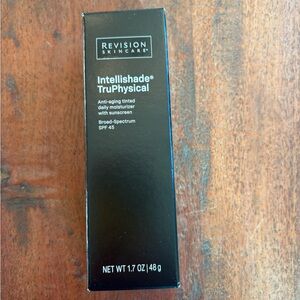 REVISION
SKINCARE®
Intellishade®
TruPhysical
Anti-aging tinted
daily moisturizer
with sunscreen
Broad-Spectrum
SPF 45
NET WT 1.7 OZ | 48 g